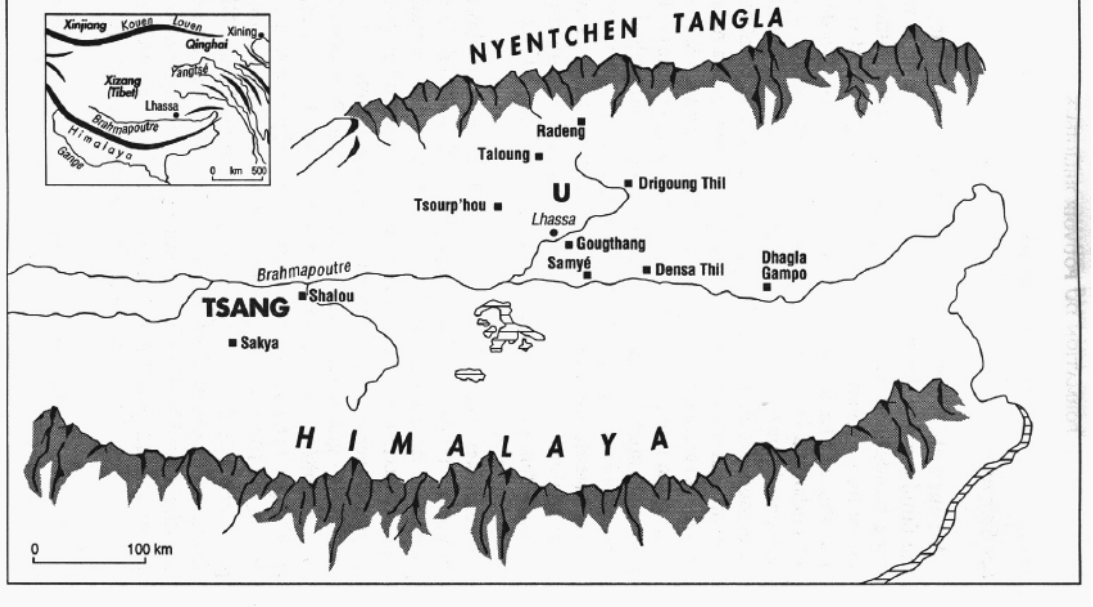 Xinjiang
Kouen Louen
Xining
Qinghai
Yangtsé
Xizang
(Tibet)
Lhassa
Brahmapoutre
Himalaya
Gange
0 km 500
NYENTCHEN TANGLA
Radeng
Taloung
Drigoung Thil
U
Tsourp'hou
Lhassa
Gougthang
Samyé
Densa Thil
Dhagla
Gampo
Brahmapoutre
TSANG
Shalou
Sakya
HIMALAYA
0 100 km